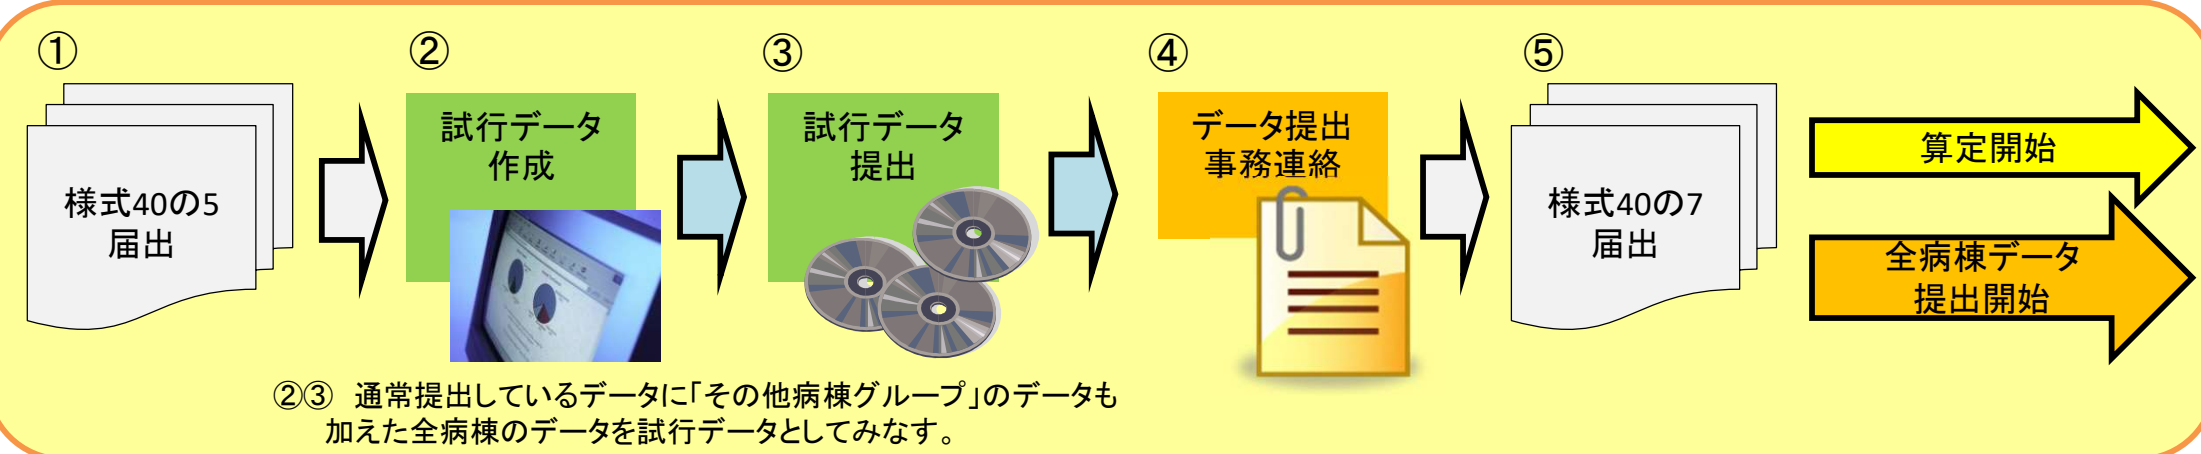 ①
様式40の5
届出
②
試行データ
作成
③
試行データ
提出
④
データ提出
事務連絡
⑤
様式40の7
届出
算定開始
全病棟データ
提出開始
②③　通常提出しているデータに「その他病棟グループ」のデータも
加えた全病棟のデータを試行データとしてみなす。